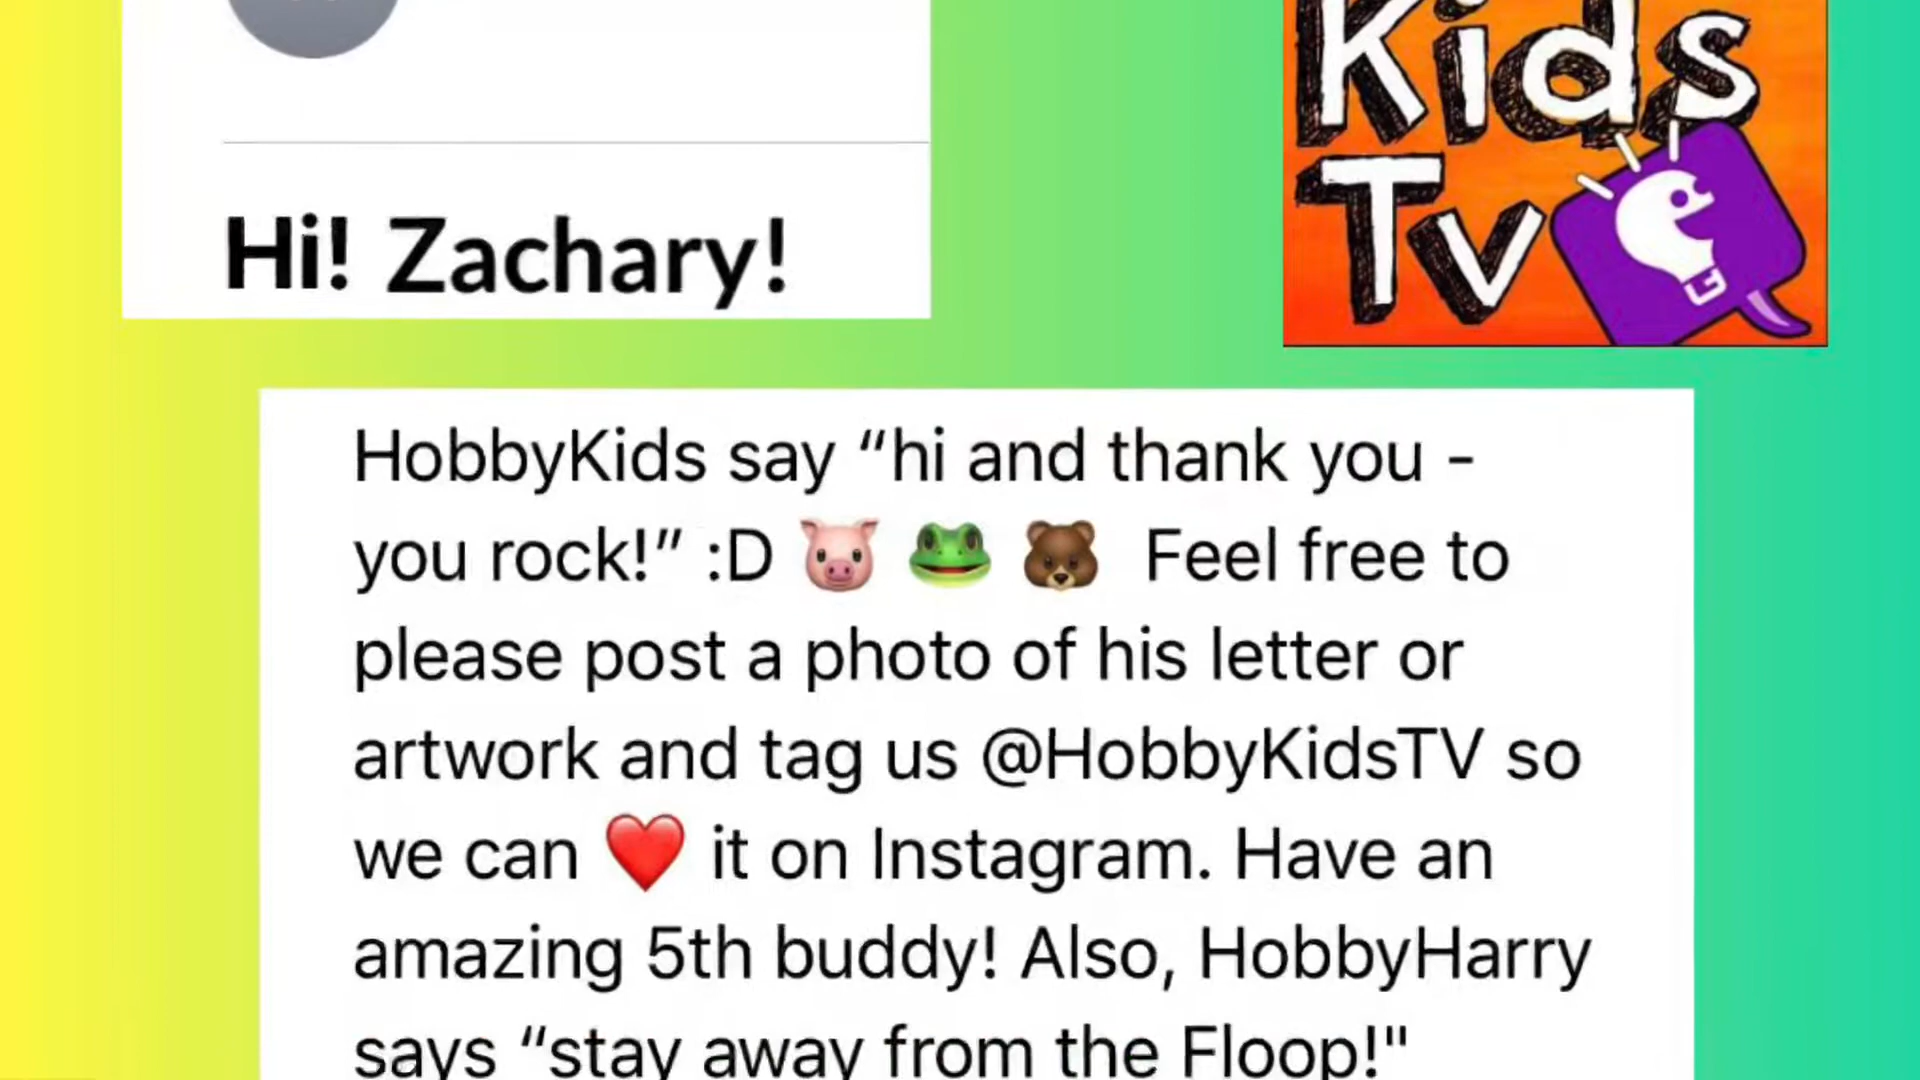 Kids
Tv
Hi! Zachary!
HobbyKids say “hi and thank you -
you rock!” :D 🐷 🐸 🐻 Feel free to
please post a photo of his letter or
artwork and tag us @HobbyKidsTV so
we can ❤️ it on Instagram. Have an
amazing 5th buddy! Also, HobbyHarry
says “stay away from the Floop!"